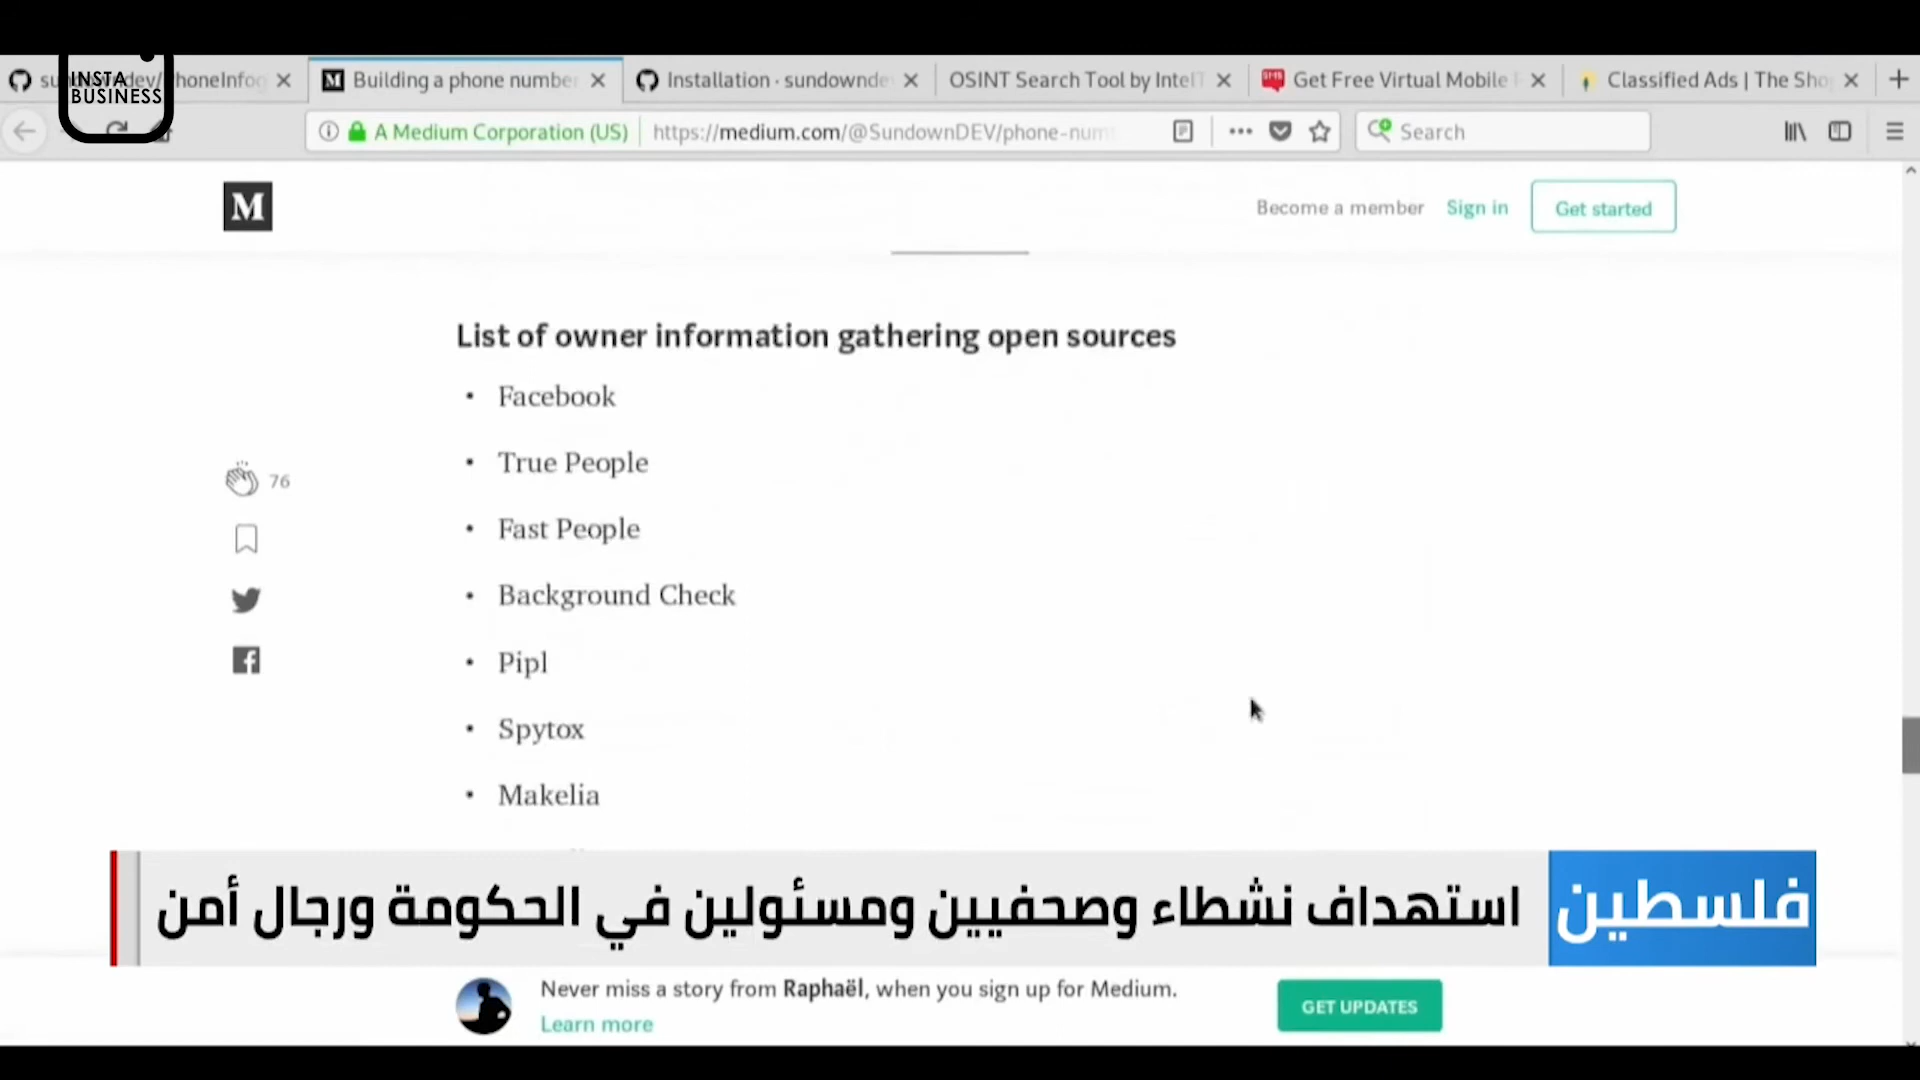 INSTA
BUSINESS
Building a phone number
Installation · sundownde
OSINT Search Tool by Intel
Get Free Virtual Mobile
Classified Ads | The Sho
A Medium Corporation (US)
https://medium.com/@SundownDEV/phone-num
Search
M
Become a member
Sign in
Get started
List of owner information gathering open sources
• Facebook
• True People
• Fast People
• Background Check
• Pipl
• Spytox
• Makelia
76
فلسطين
استهداف نشطاء وصحفيين ومسئولين في الحكومة ورجال أمن
Never miss a story from Raphaël, when you sign up for Medium.
Learn more
GET UPDATES